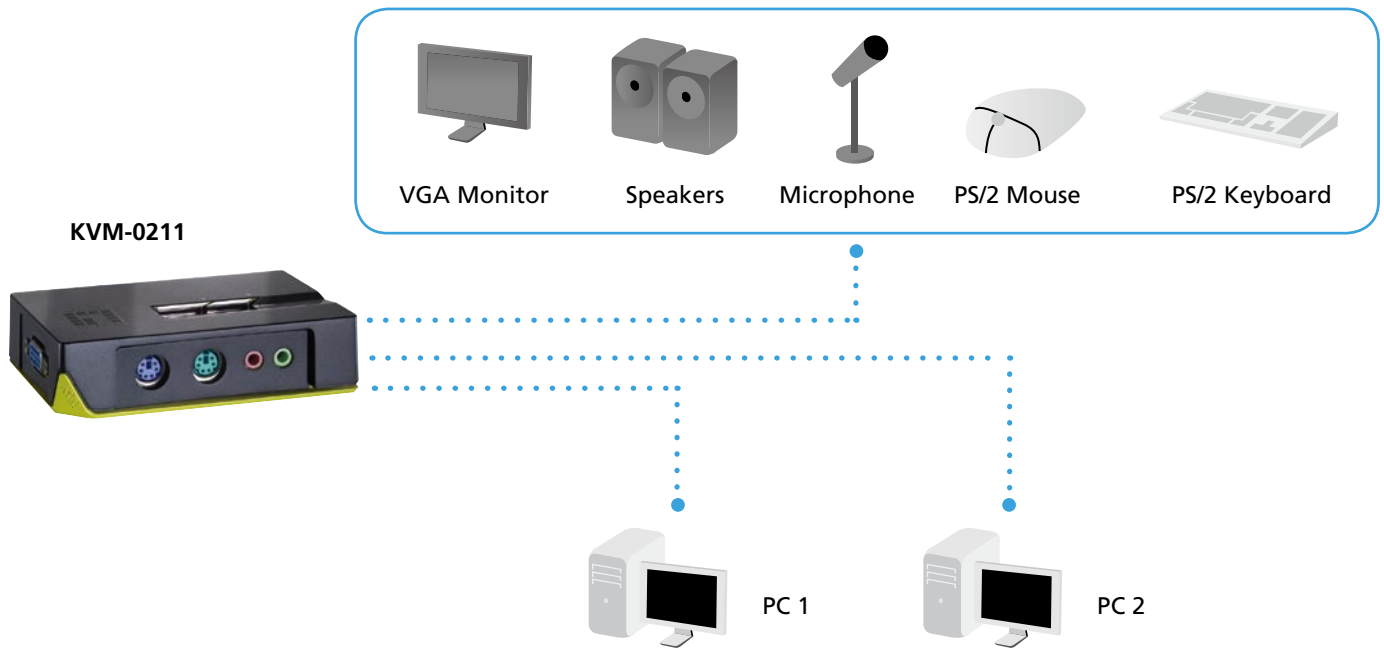 VGA Monitor
Speakers
Microphone
PS/2 Mouse
PS/2 Keyboard
KVM-0211
PC 1
PC 2